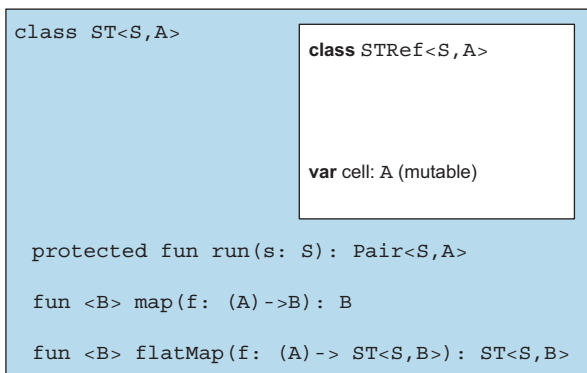 class ST<S,A>
class STRef<S,A>
var cell: A (mutable)
protected fun run(s: S): Pair<S,A>
fun <B> map(f: (A)->B): B
fun <B> flatMap(f: (A)-> ST<S,B>): ST<S,B>